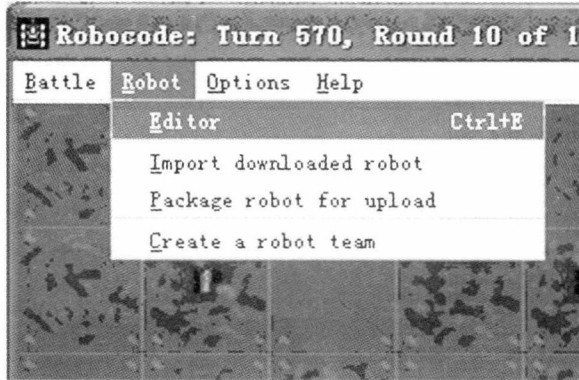 Robocode: Turn 570, Round 10 of 1
Battle Robot Options Help
Editor Ctrl+E
Import downloaded robot
Package robot for upload
Create a robot team